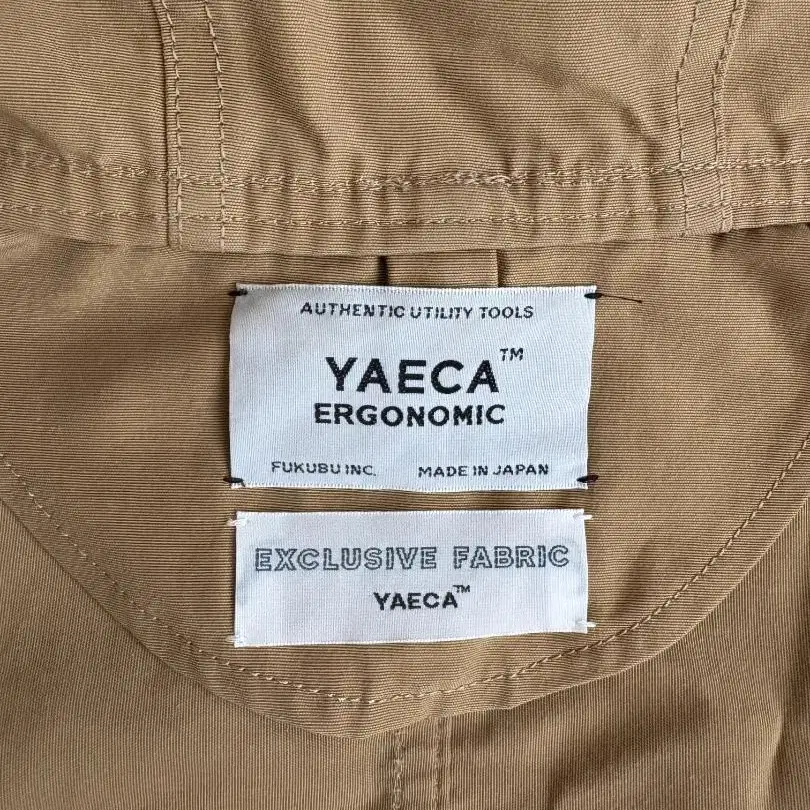 AUTHENTIC UTILITY TOOLS
YAECA™
ERGONOMIC
FUKUBU INC. MADE IN JAPAN
EXCLUSIVE FABRIC
YAECA™